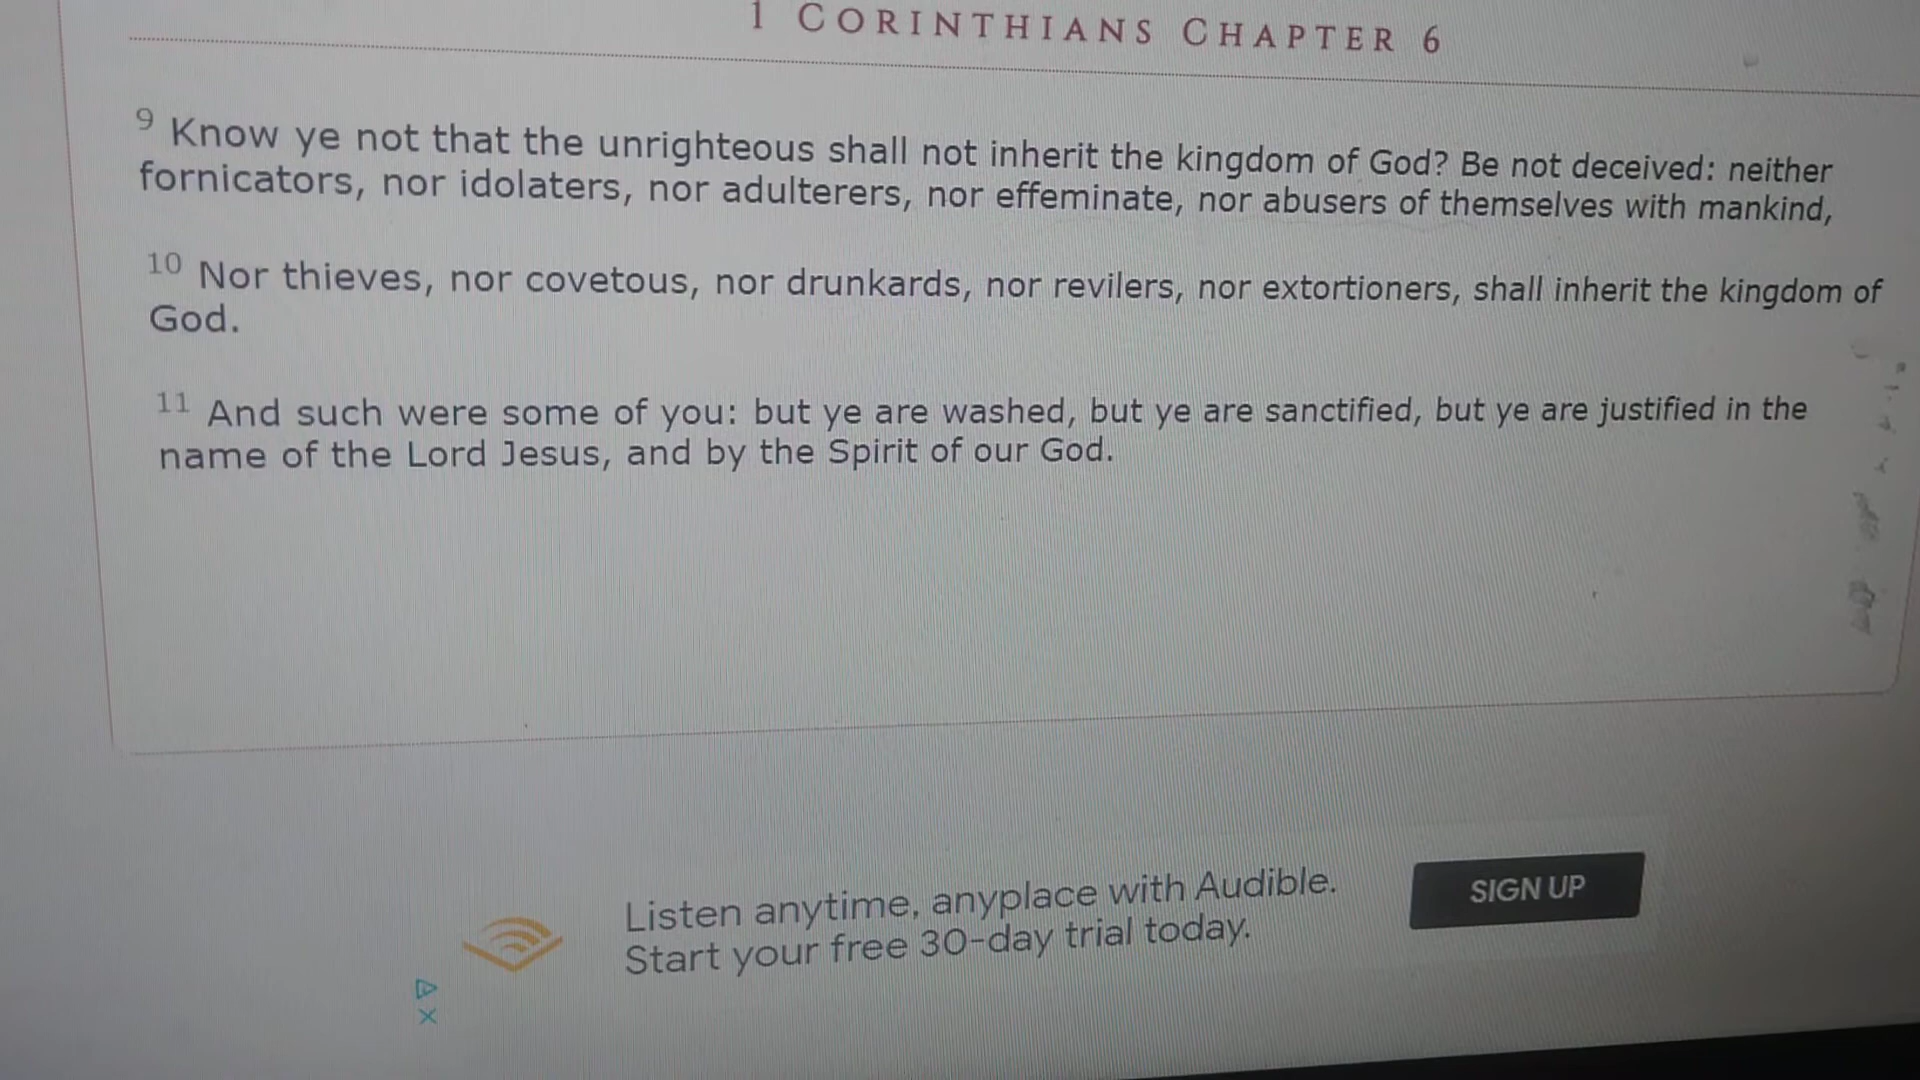 1 CORINTHIANS CHAPTER 6
9 Know ye not that the unrighteous shall not inherit the kingdom of God? Be not deceived: neither
fornicators, nor idolaters, nor adulterers, nor effeminate, nor abusers of themselves with mankind,
10 Nor thieves, nor covetous, nor drunkards, nor revilers, nor extortioners, shall inherit the kingdom of
God.
11 And such were some of you: but ye are washed, but ye are sanctified, but ye are justified in the
name of the Lord Jesus, and by the Spirit of our God.
Listen anytime, anyplace with Audible.
Start your free 30-day trial today.
SIGN UP